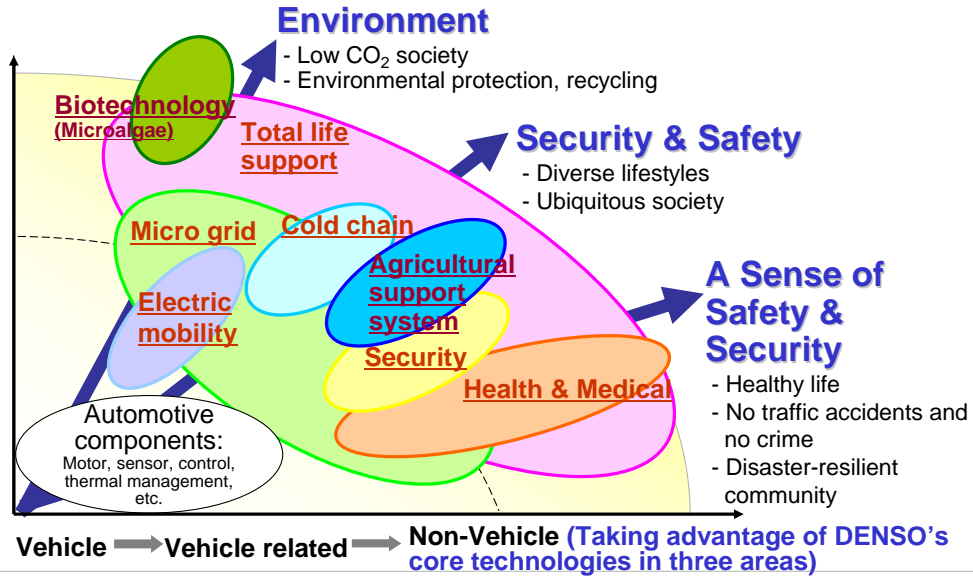 Environment
- Low CO₂ society
- Environmental protection, recycling
Biotechnology
(Microalgae)
Total life
support
Security & Safety
- Diverse lifestyles
- Ubiquitous society
Micro grid
Cold chain
Agricultural
support
system
Electric
mobility
Security
Health & Medical
A Sense of
Safety &
Security
- Healthy life
- No traffic accidents and
no crime
- Disaster-resilient
community
Automotive
components:
Motor, sensor, control,
thermal management,
etc.
Vehicle
Vehicle related
Non-Vehicle (Taking advantage of DENSO's
core technologies in three areas)